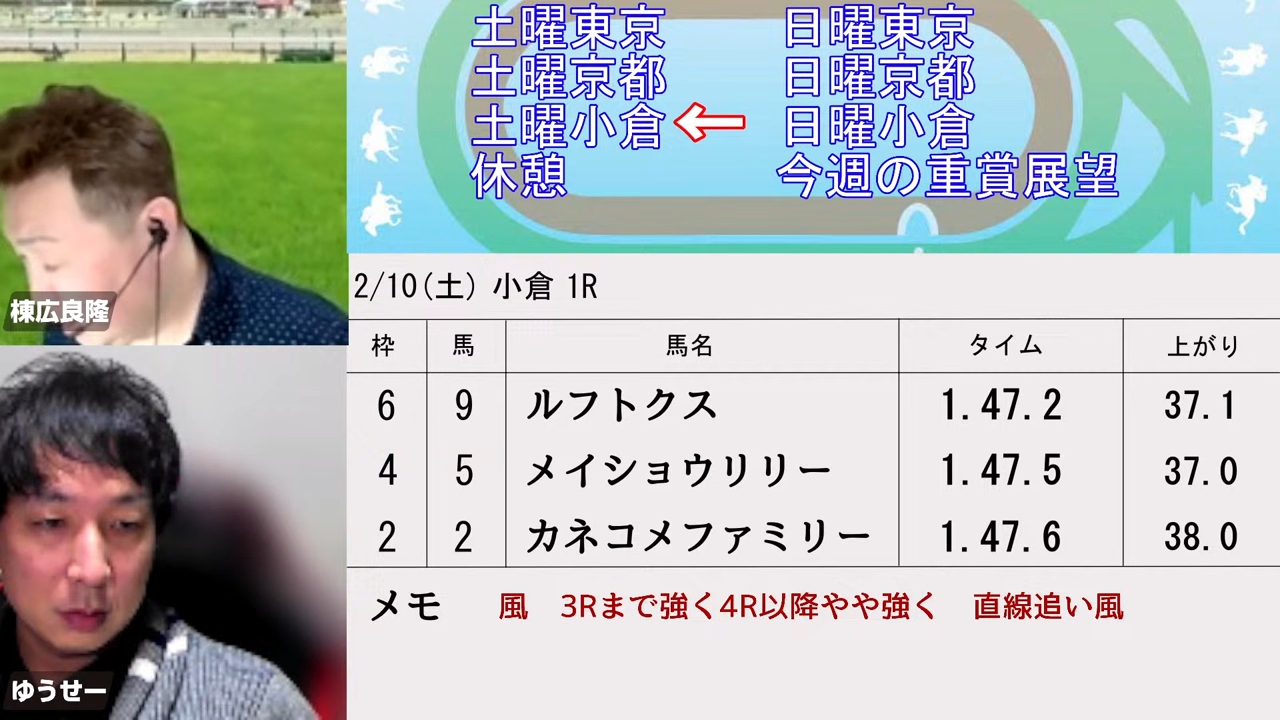 土曜東京 日曜東京
土曜京都 日曜京都
土曜小倉 日曜小倉
休憩 今週の重賞展望
棟広良隆
2/10(土) 小倉 1R
枠 馬 馬名 タイム 上がり
6 9 ルフトクス 1.47.2 37.1
4 5 メイショウリリー 1.47.5 37.0
2 2 カネコメファミリー 1.47.6 38.0
メモ 風 3Rまで強く4R以降やや強く 直線追い風
ゆうせー